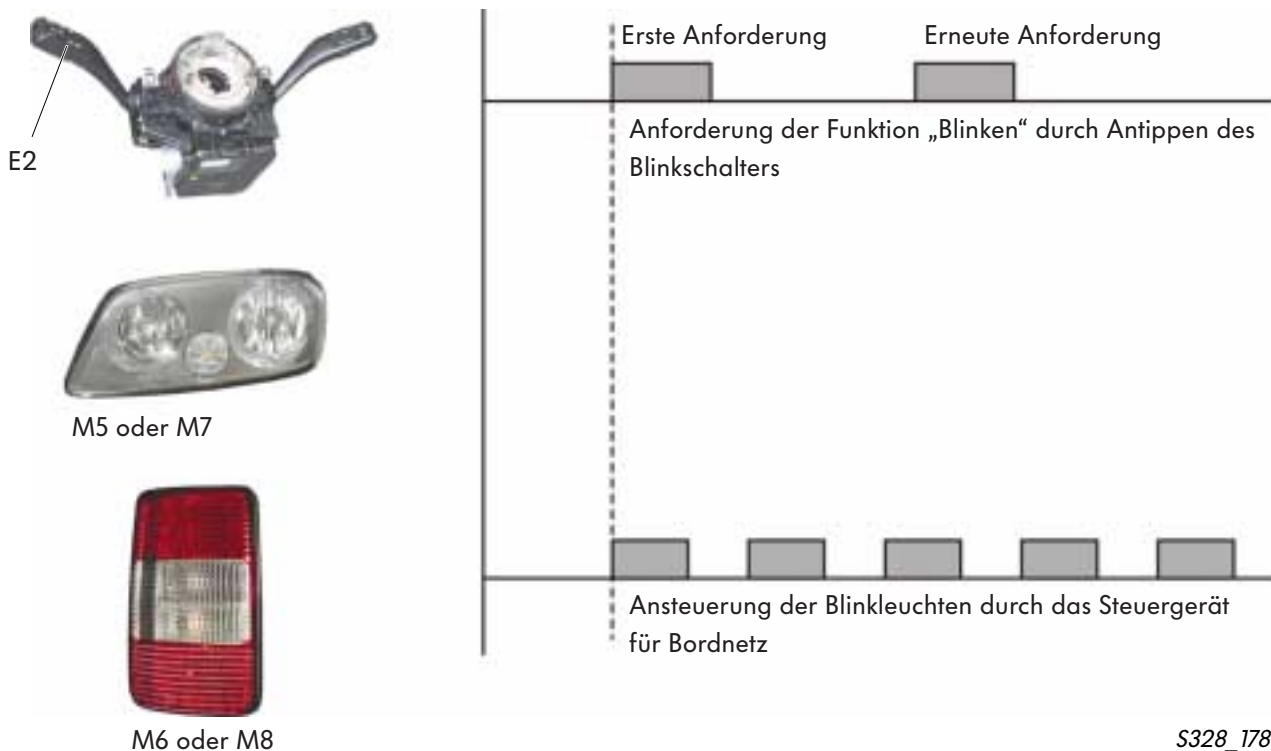 Erste Anforderung
Erneute Anforderung
Anforderung der Funktion „Blinken“ durch Antippen des
Blinkschalters
E2
M5 oder M7
Ansteuerung der Blinkleuchten durch das Steuergerät
für Bordnetz
M6 oder M8
S328_178